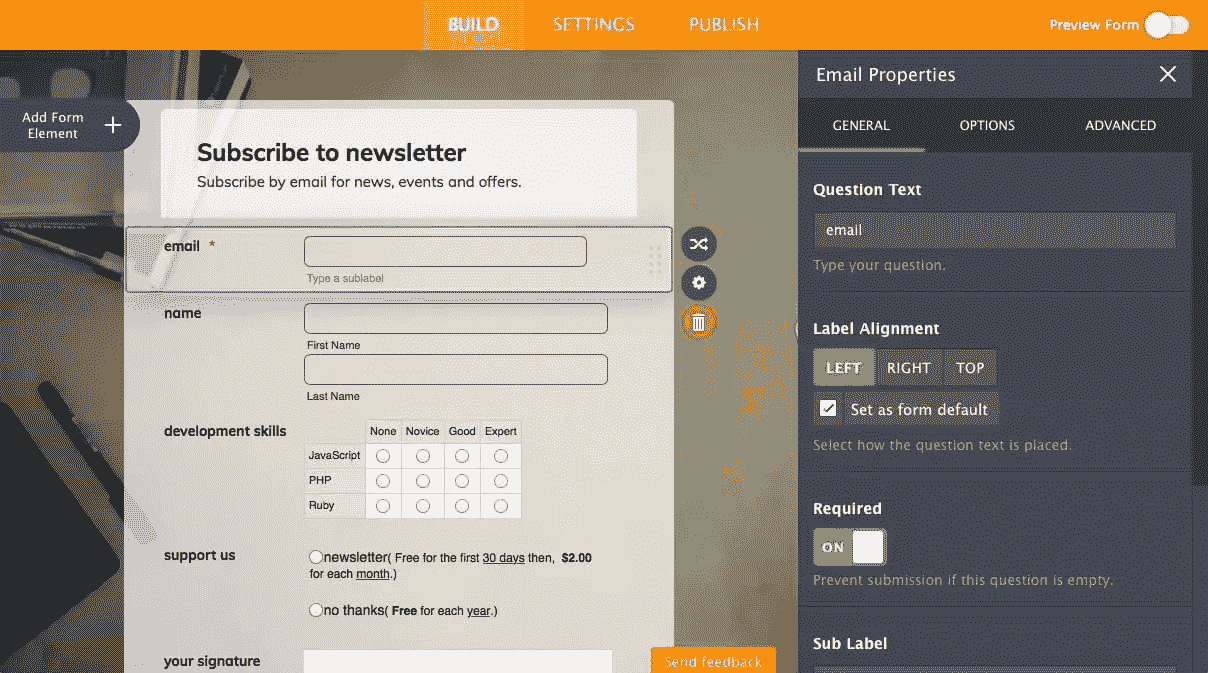 BUILD SETTINGS PUBLISH Preview Form
Add Form
Element
Subscribe to newsletter
Subscribe by email for news, events and offers.
email *
Type a sublabel
name
First Name
Last Name
development skills
None Novice Good Expert
JavaScript
PHP
Ruby
support us
newsletter( Free for the first 30 days then, $2.00
for each month.)
no thanks( Free for each year.)
your signature
Send feedback
Email Properties
GENERAL OPTIONS ADVANCED
Question Text
email
Type your question.
Label Alignment
LEFT RIGHT TOP
Set as form default
Select how the question text is placed.
Required
ON
Prevent submission if this question is empty.
Sub Label